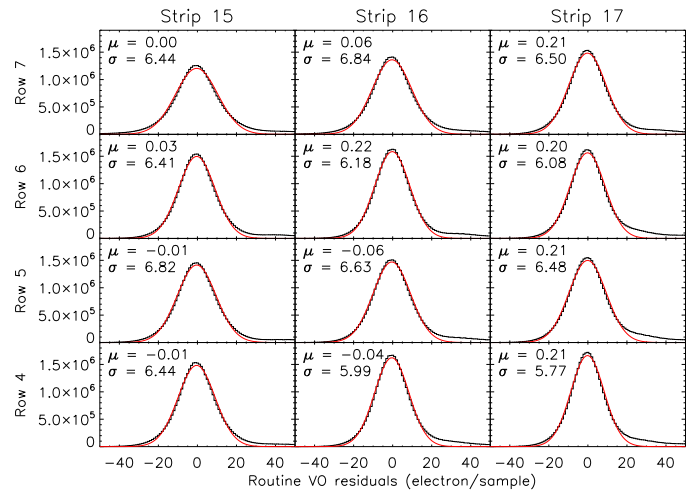 Strip 15 Strip 16 Strip 17
Row 7
1.5×10⁶
1.0×10⁶
5.0×10⁵
0
μ = 0.00
σ = 6.44
μ = 0.06
σ = 6.84
μ = 0.21
σ = 6.50
Row 6
1.5×10⁶
1.0×10⁶
5.0×10⁵
0
μ = 0.03
σ = 6.41
μ = 0.22
σ = 6.18
μ = 0.20
σ = 6.08
Row 5
1.5×10⁶
1.0×10⁶
5.0×10⁵
0
μ = −0.01
σ = 6.82
μ = −0.06
σ = 6.63
μ = 0.21
σ = 6.48
Row 4
1.5×10⁶
1.0×10⁶
5.0×10⁵
0
μ = −0.01
σ = 6.44
μ = −0.04
σ = 5.99
μ = 0.21
σ = 5.77
−40 −20 0 20 40 −40 −20 0 20 40 −40 −20 0 20 40
Routine VO residuals (electron/sample)